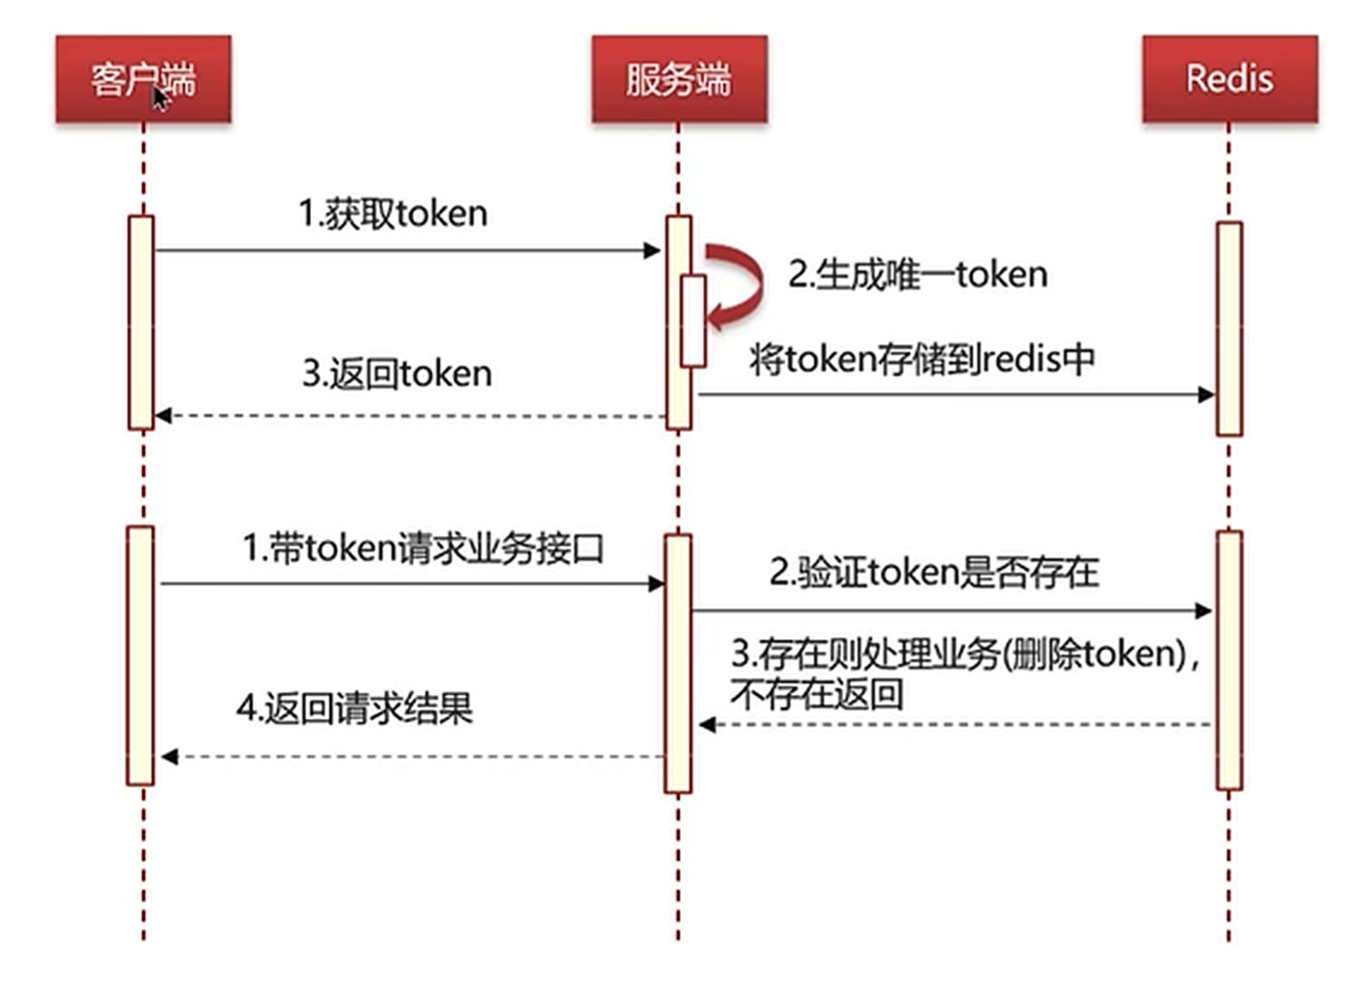 客户端
服务端
Redis
1.获取token
2.生成唯一token
将token存储到redis中
3.返回token
1.带token请求业务接口
2.验证token是否存在
3.存在则处理业务(删除token)，
不存在返回
4.返回请求结果